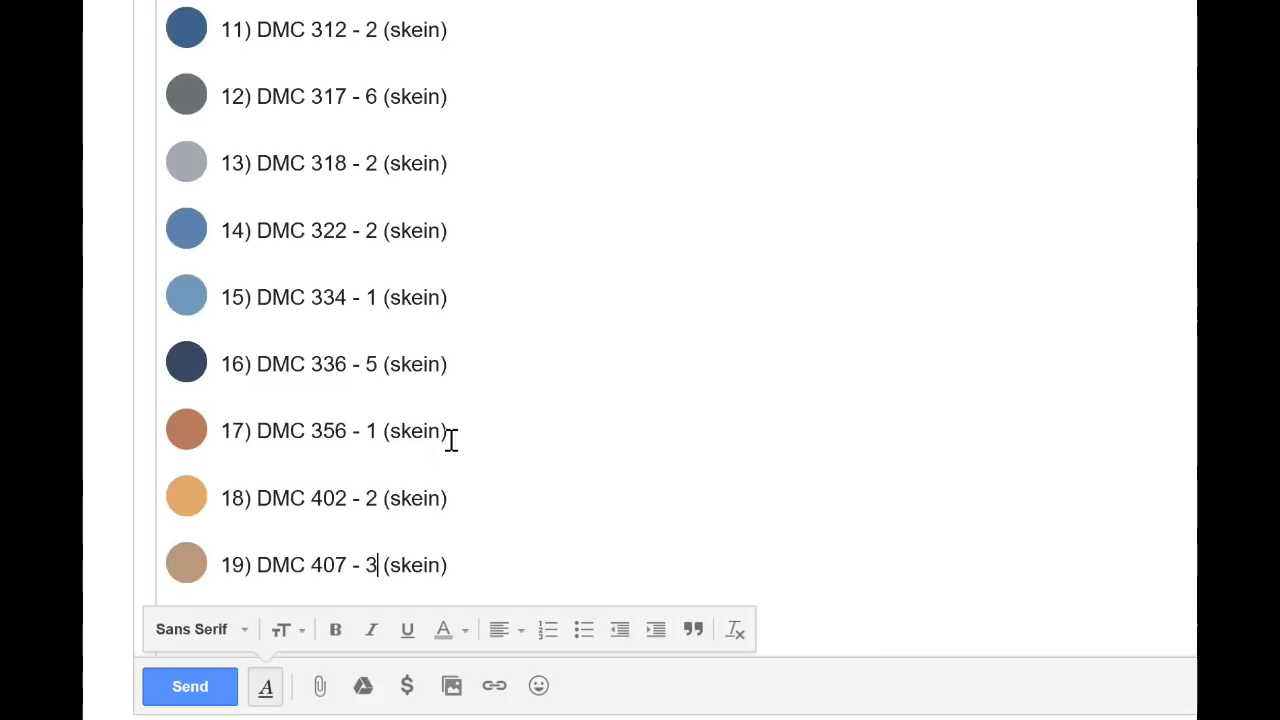 11) DMC 312 - 2 (skein)
12) DMC 317 - 6 (skein)
13) DMC 318 - 2 (skein)
14) DMC 322 - 2 (skein)
15) DMC 334 - 1 (skein)
16) DMC 336 - 5 (skein)
17) DMC 356 - 1 (skein)
18) DMC 402 - 2 (skein)
19) DMC 407 - 3 (skein)
Sans Serif
Send